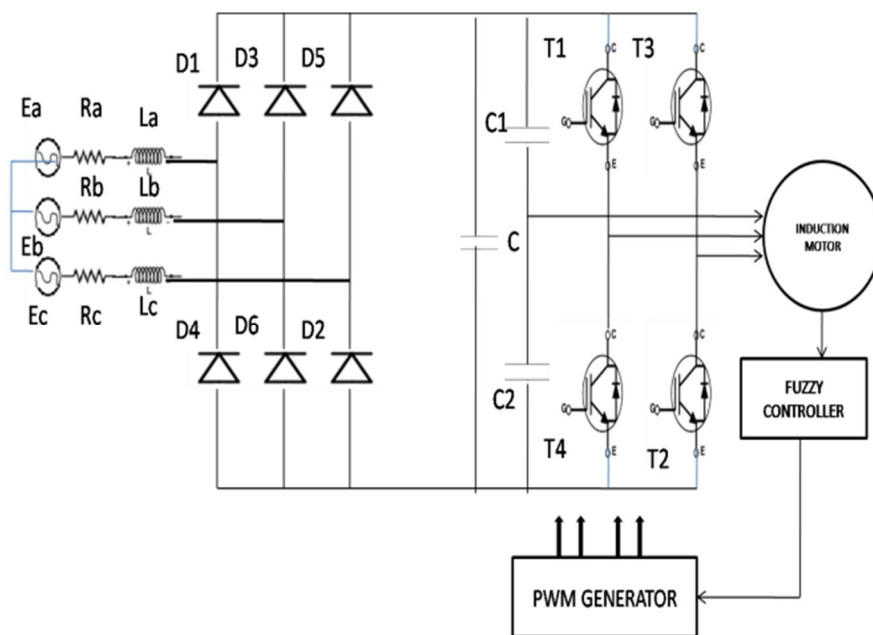 D1 D3 D5
T1 T3
C C
Ea Ra La
G G
C1
L
E E
Rb Lb
INDUCTION
MOTOR
Eb
L
C
Ec Rc Lc
L
D4 D6 D2
C C
FUZZY
CONTROLLER
C2
G G
T4 E T2 E
PWM GENERATOR